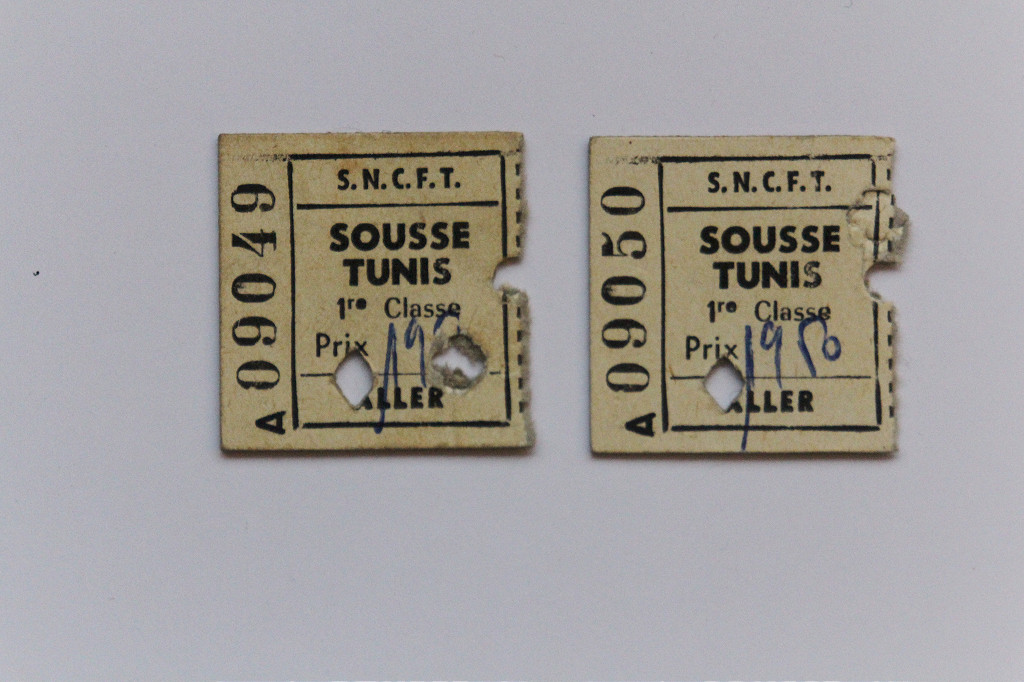 S.N.C.F.T.
SOUSSE
TUNIS
1re Classe
Prix
ALLER
A 09049
S.N.C.F.T.
SOUSSE
TUNIS
1re Classe
Prix 1950
ALLER
A 09050